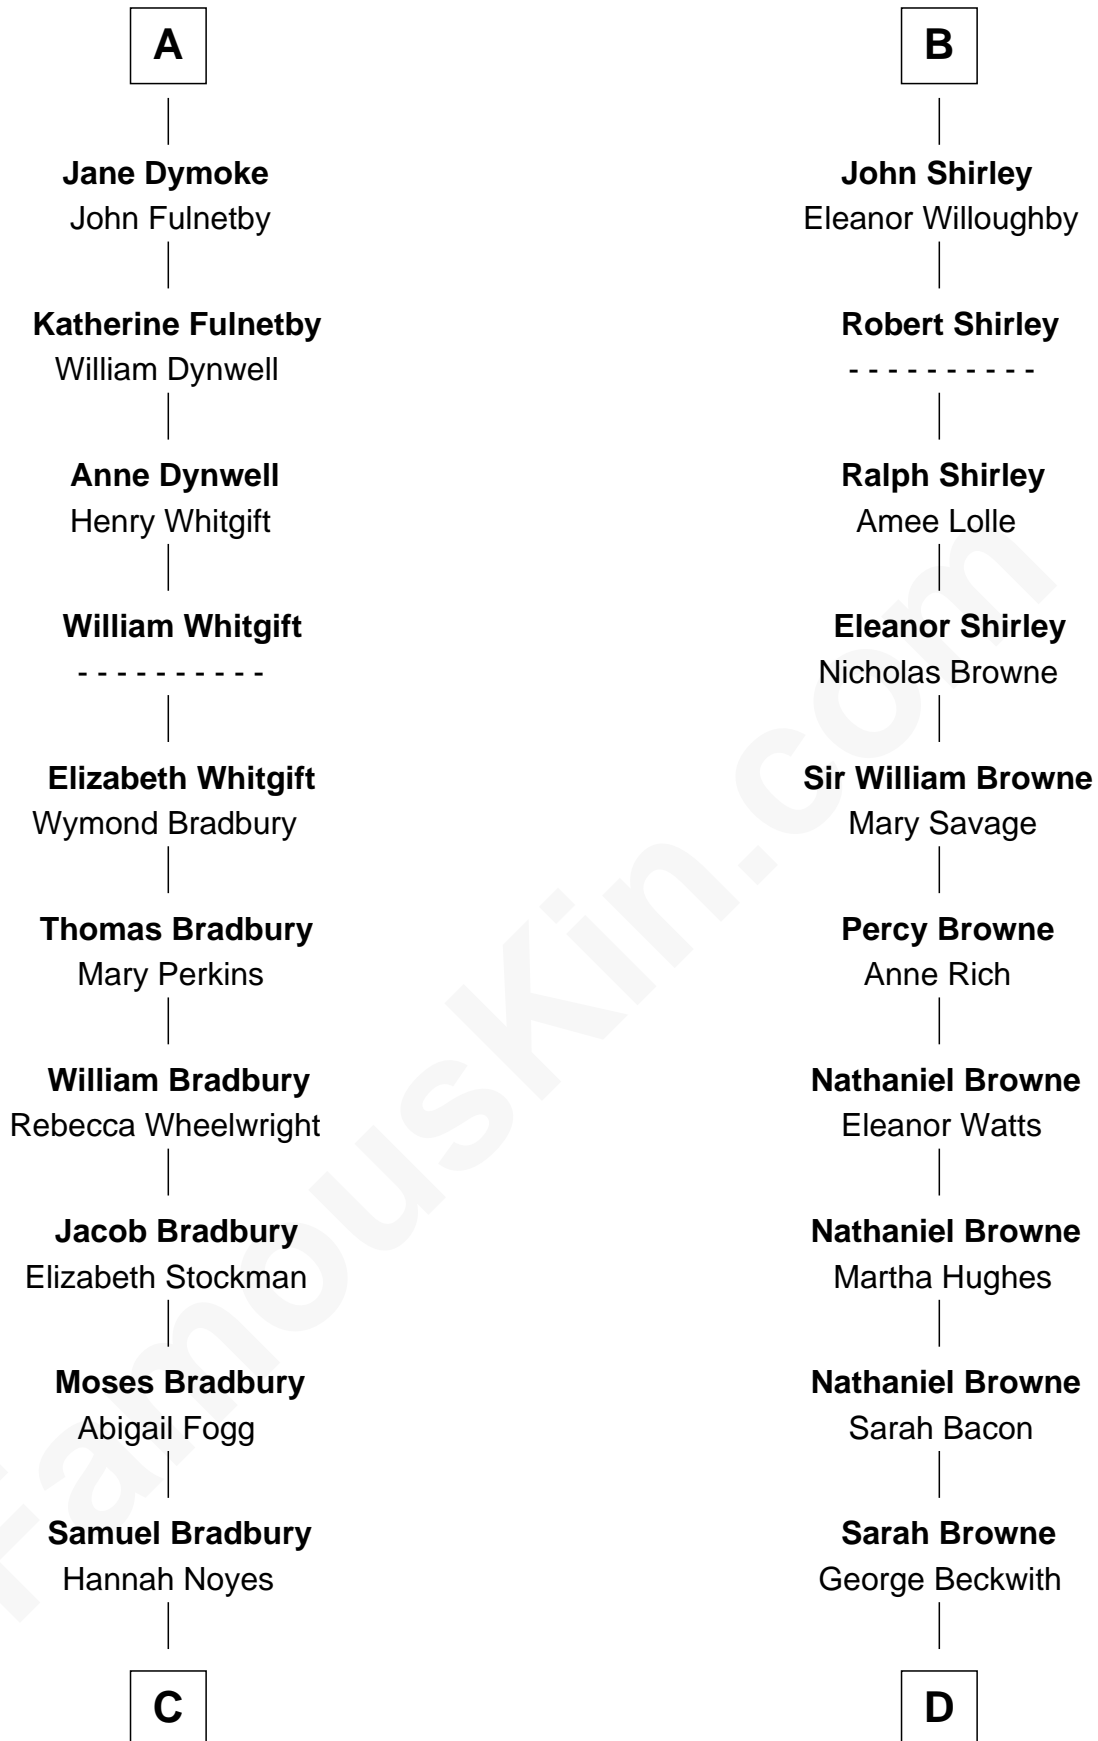 A
Jane Dymoke
John Fulnetby
Katherine Fulnetby
William Dynwell
Anne Dynwell
Henry Whitgift
William Whitgift
- - - - - - - - - -
Elizabeth Whitgift
Wymond Bradbury
Thomas Bradbury
Mary Perkins
William Bradbury
Rebecca Wheelwright
Jacob Bradbury
Elizabeth Stockman
Moses Bradbury
Abigail Fogg
Samuel Bradbury
Hannah Noyes
C
B
John Shirley
Eleanor Willoughby
Robert Shirley
- - - - - - - - - -
Ralph Shirley
Amee Lolle
Eleanor Shirley
Nicholas Browne
Sir William Browne
Mary Savage
Percy Browne
Anne Rich
Nathaniel Browne
Eleanor Watts
Nathaniel Browne
Martha Hughes
Nathaniel Browne
Sarah Bacon
Sarah Browne
George Beckwith
D
FamousKin.com